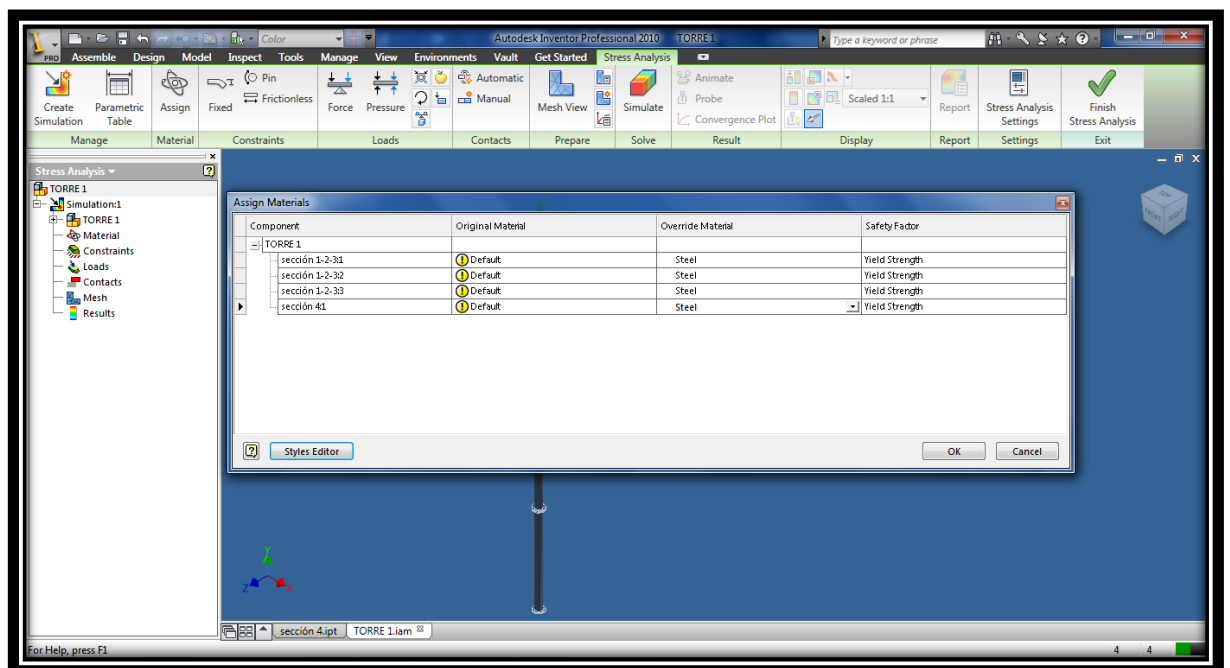 Color
Autodesk Inventor Professional 2010 TORRE 1
Type a keyword or phrase
PRO Assemble Design Model Inspect Tools Manage View Environments Vault Get Started Stress Analysis
Create Simulation
Parametric Table
Assign
Fixed
Pin
Frictionless
Force
Pressure
Automatic
Manual
Mesh View
Simulate
Animate
Probe
Convergence Plot
Scaled 1:1
Report
Stress Analysis Settings
Finish Stress Analysis
Manage Material Constraints Loads Contacts Prepare Solve Result Display Report Settings Exit
Stress Analysis
TORRE 1
Simulation:1
TORRE 1
Material
Constraints
Loads
Contacts
Mesh
Results
TOP
FRONT
RIGHT
Assign Materials
Component Original Material Override Material Safety Factor
TORRE 1
sección 1-2-3:1 Default Steel Yield Strength
sección 1-2-3:2 Default Steel Yield Strength
sección 1-2-3:3 Default Steel Yield Strength
sección 4:1 Default Steel Yield Strength
Styles Editor OK Cancel
Y
Z
X
sección 4.ipt TORRE 1.iam
For Help, press F1 4 4